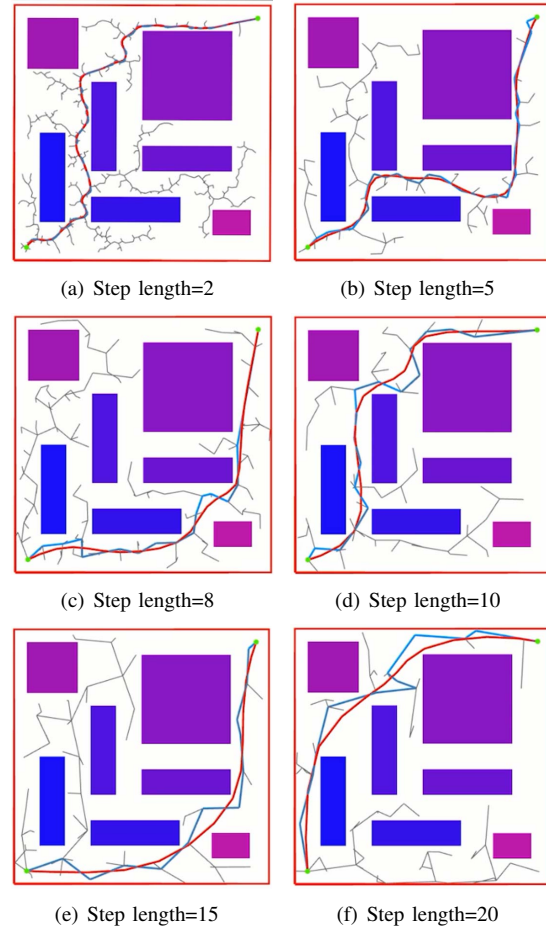 (a) Step length=2
(b) Step length=5
(c) Step length=8
(d) Step length=10
(e) Step length=15
(f) Step length=20